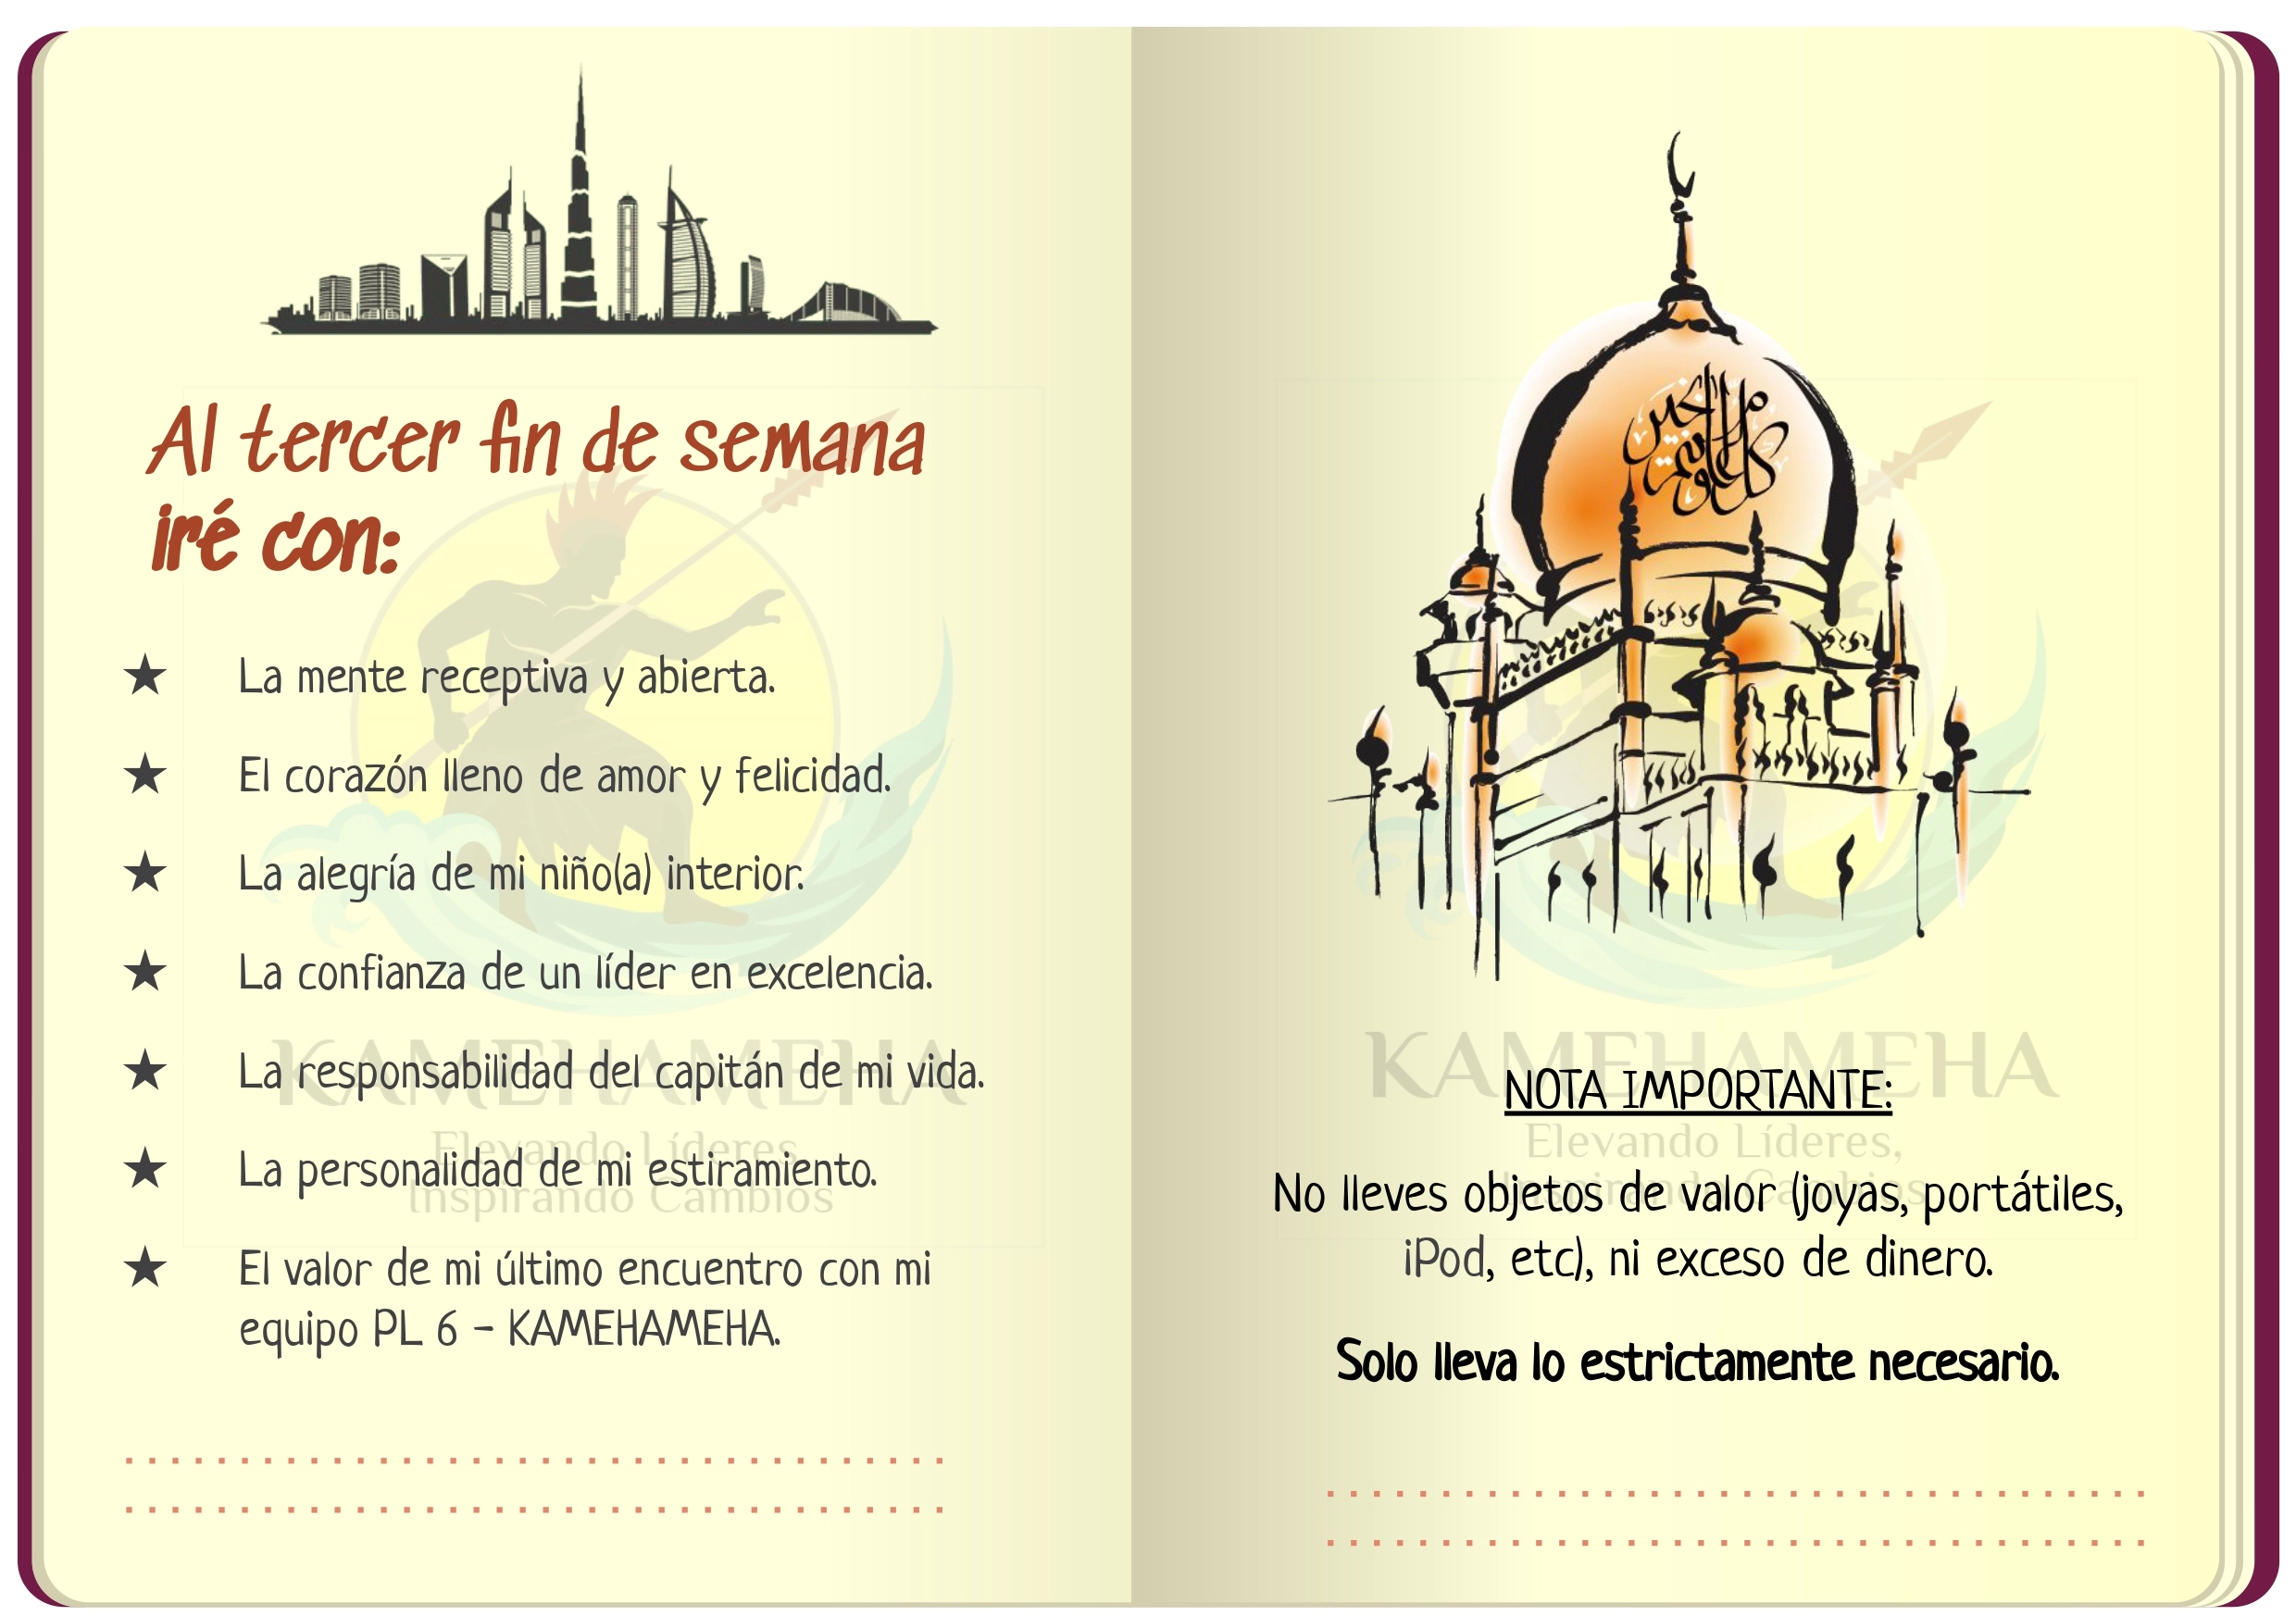 Al tercer fin de semana
iré con:
★ La mente receptiva y abierta.
★ El corazón lleno de amor y felicidad.
★ La alegría de mi niño(a) interior.
★ La confianza de un líder en excelencia.
★ La responsabilidad del capitán de mi vida.
★ La personalidad de mi estiramiento.
★ El valor de mi último encuentro con mi
equipo PL 6 - KAMEHAMEHA.
KAMEHAMEHA
Elevando Líderes,
Inspirando Cambios
KAMEHAMEHA
NOTA IMPORTANTE:
Elevando Líderes,
Inspirando Cambios
No lleves objetos de valor (joyas, portátiles,
iPod, etc), ni exceso de dinero.
Solo lleva lo estrictamente necesario.